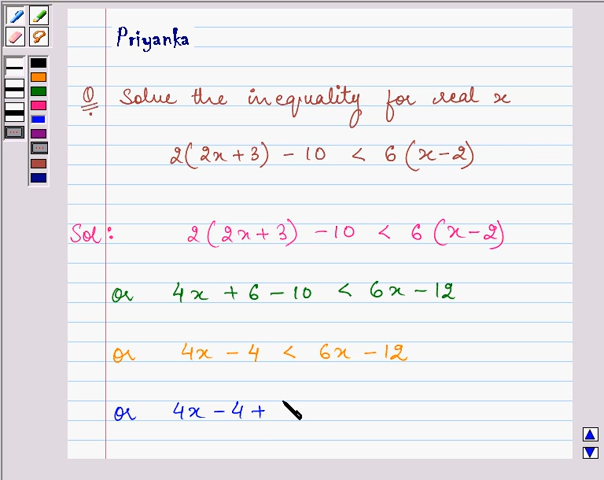 Priyanka
Q Solve the inequality for real x
2(2x+3) - 10 < 6(x-2)
Sol: 2(2x+3) - 10 < 6(x-2)
or 4x + 6 - 10 < 6x - 12
or 4x - 4 < 6x - 12
or 4x - 4 +